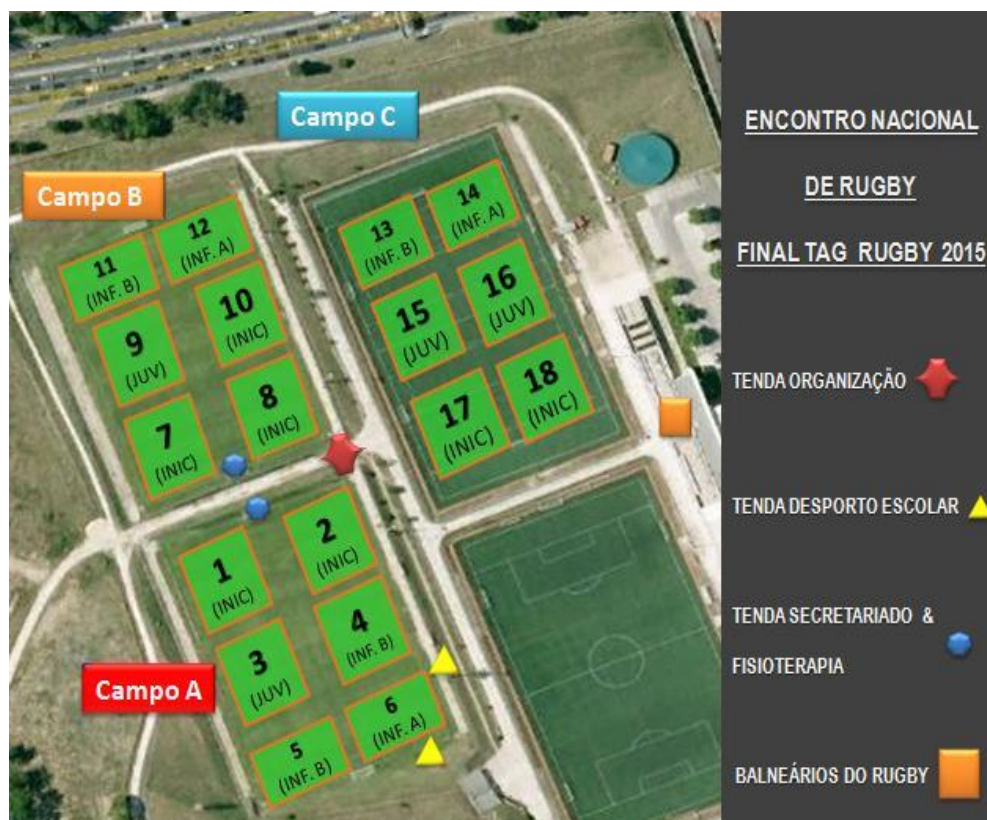 Campo C
Campo B
12
(INF. A)
11
(INF. B)
10
(INIC)
9
(JUV)
8
(INIC)
7
(INIC)
14
(INF. A)
13
(INF. B)
16
(JUV)
15
(JUV)
18
(INIC)
17
(INIC)
2
(INIC)
1
(INIC)
4
(INF. B)
3
(JUV)
Campo A
6
(INF. A)
5
(INF. B)
ENCONTRO NACIONAL
DE RUGBY
FINAL TAG RUGBY 2015
TENDA ORGANIZAÇÃO
TENDA DESPORTO ESCOLAR
TENDA SECRETARIADO &
FISIOTERAPIA
BALNEÁRIOS DO RUGBY